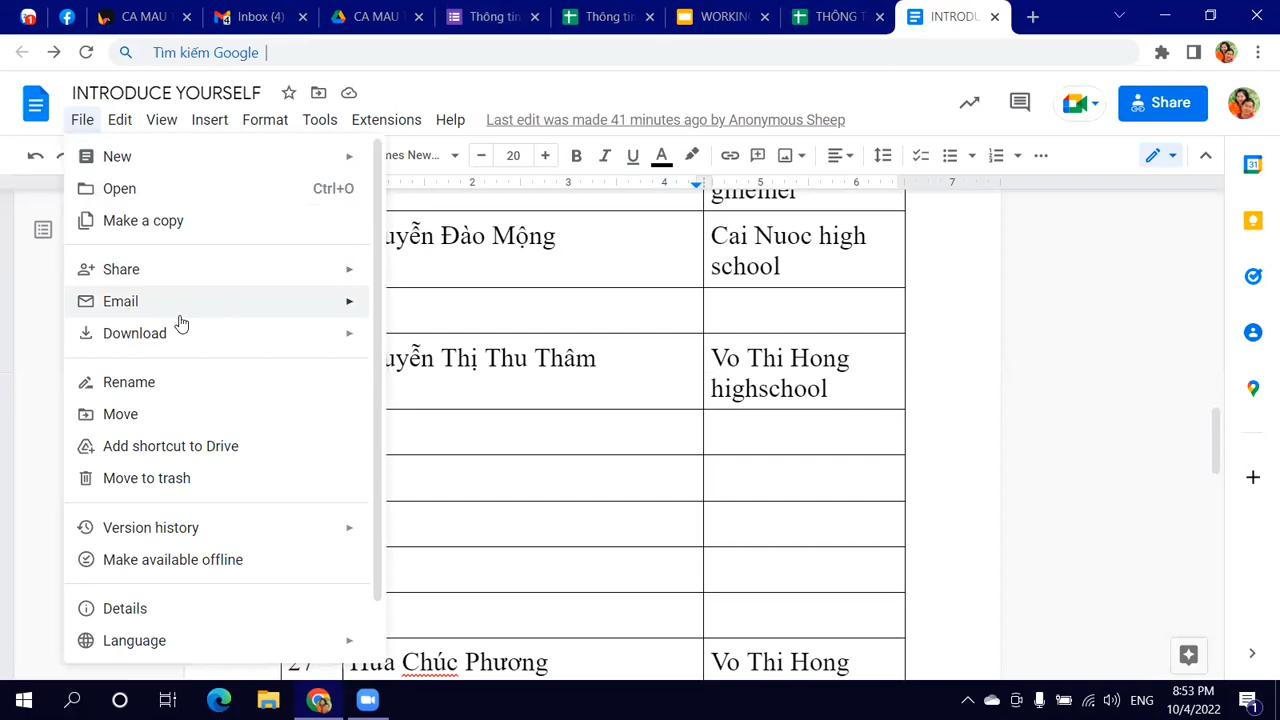 CA MAU T
Inbox (4)
CA MAU T
Thông tin
Thông tin
WORKING
THÔNG T
INTRODU
Tìm kiếm Google
INTRODUCE YOURSELF
File Edit View Insert Format Tools Extensions Help Last edit was made 41 minutes ago by Anonymous Sheep
Share
mes New... 20
2 3 4 5 6 7
New
Open Ctrl+O
Make a copy
Share
Email
Download
Rename
Move
Add shortcut to Drive
Move to trash
Version history
Make available offline
Details
Language
uyễn Đào Mộng
Cai Nuoc high
school
uyễn Thị Thu Thâm
Vo Thi Hong
highschool
27 Hua Chúc Phương
Vo Thi Hong
ENG
8:53 PM
10/4/2022